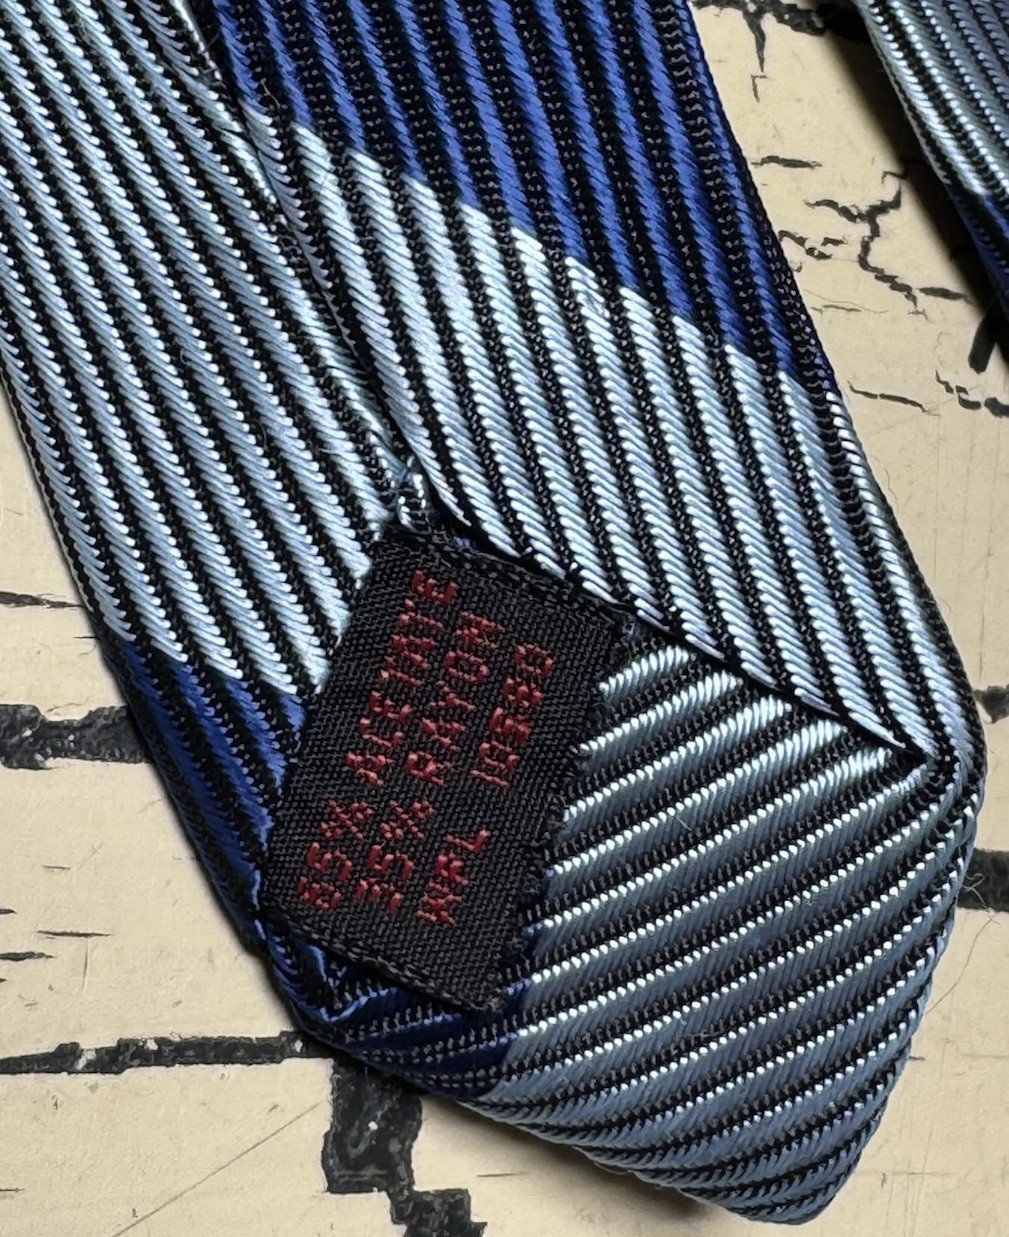 65% ACETATE
35% RAYON
WPL 10580